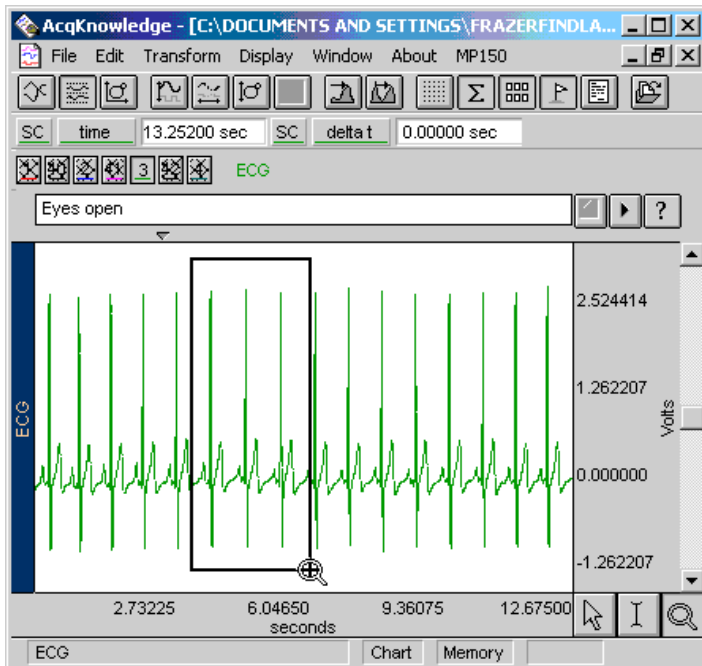 AcqKnowledge - [C:\DOCUMENTS AND SETTINGS\FRAZERFINDLA...
File Edit Transform Display Window About MP150
SC time 13.25200 sec SC delta t 0.00000 sec
3 ECG
Eyes open ?
2.524414
1.262207
0.000000
-1.262207
Volts
ECG
2.73225 6.04650 9.36075 12.67500
seconds
ECG Chart Memory